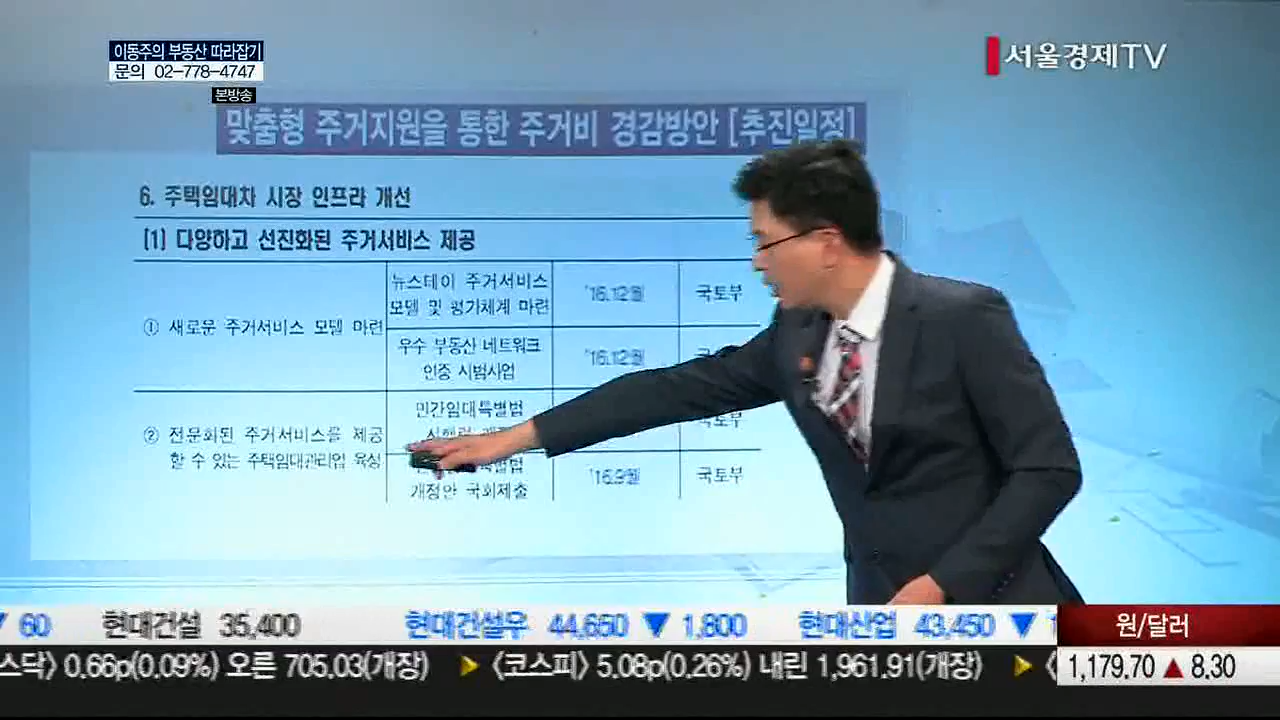 이동주의 부동산 따라잡기
문의 02-778-4747
본방송
서울경제TV
맞춤형 주거지원을 통한 주거비 경감방안 [추진일정]
6. 주택임대차 시장 인프라 개선
(1) 다양하고 선진화된 주거서비스 제공
① 새로운 주거서비스 모델 마련
뉴스테이 주거서비스
모델 및 평가체계 마련
'16.12월
국토부
우수 부동산 네트워크
인증 시범사업
'16.12월
② 전문화된 주거서비스를 제공
할 수 있는 주택임대관리업 육성
민간임대특별법
국토부
개정안 국회제출
'16.9월
국토부
▼ 60 현대건설 35,400 현대건설우 44,650 ▼ 1,800 현대산업 43,450 ▼
원/달러
스닥> 0.66p(0.09%) 오른 705.03(개장) ▶ <코스피> 5.08p(0.26%) 내린 1,961.91(개장) ▶ <
1,179.70 ▲ 8.30